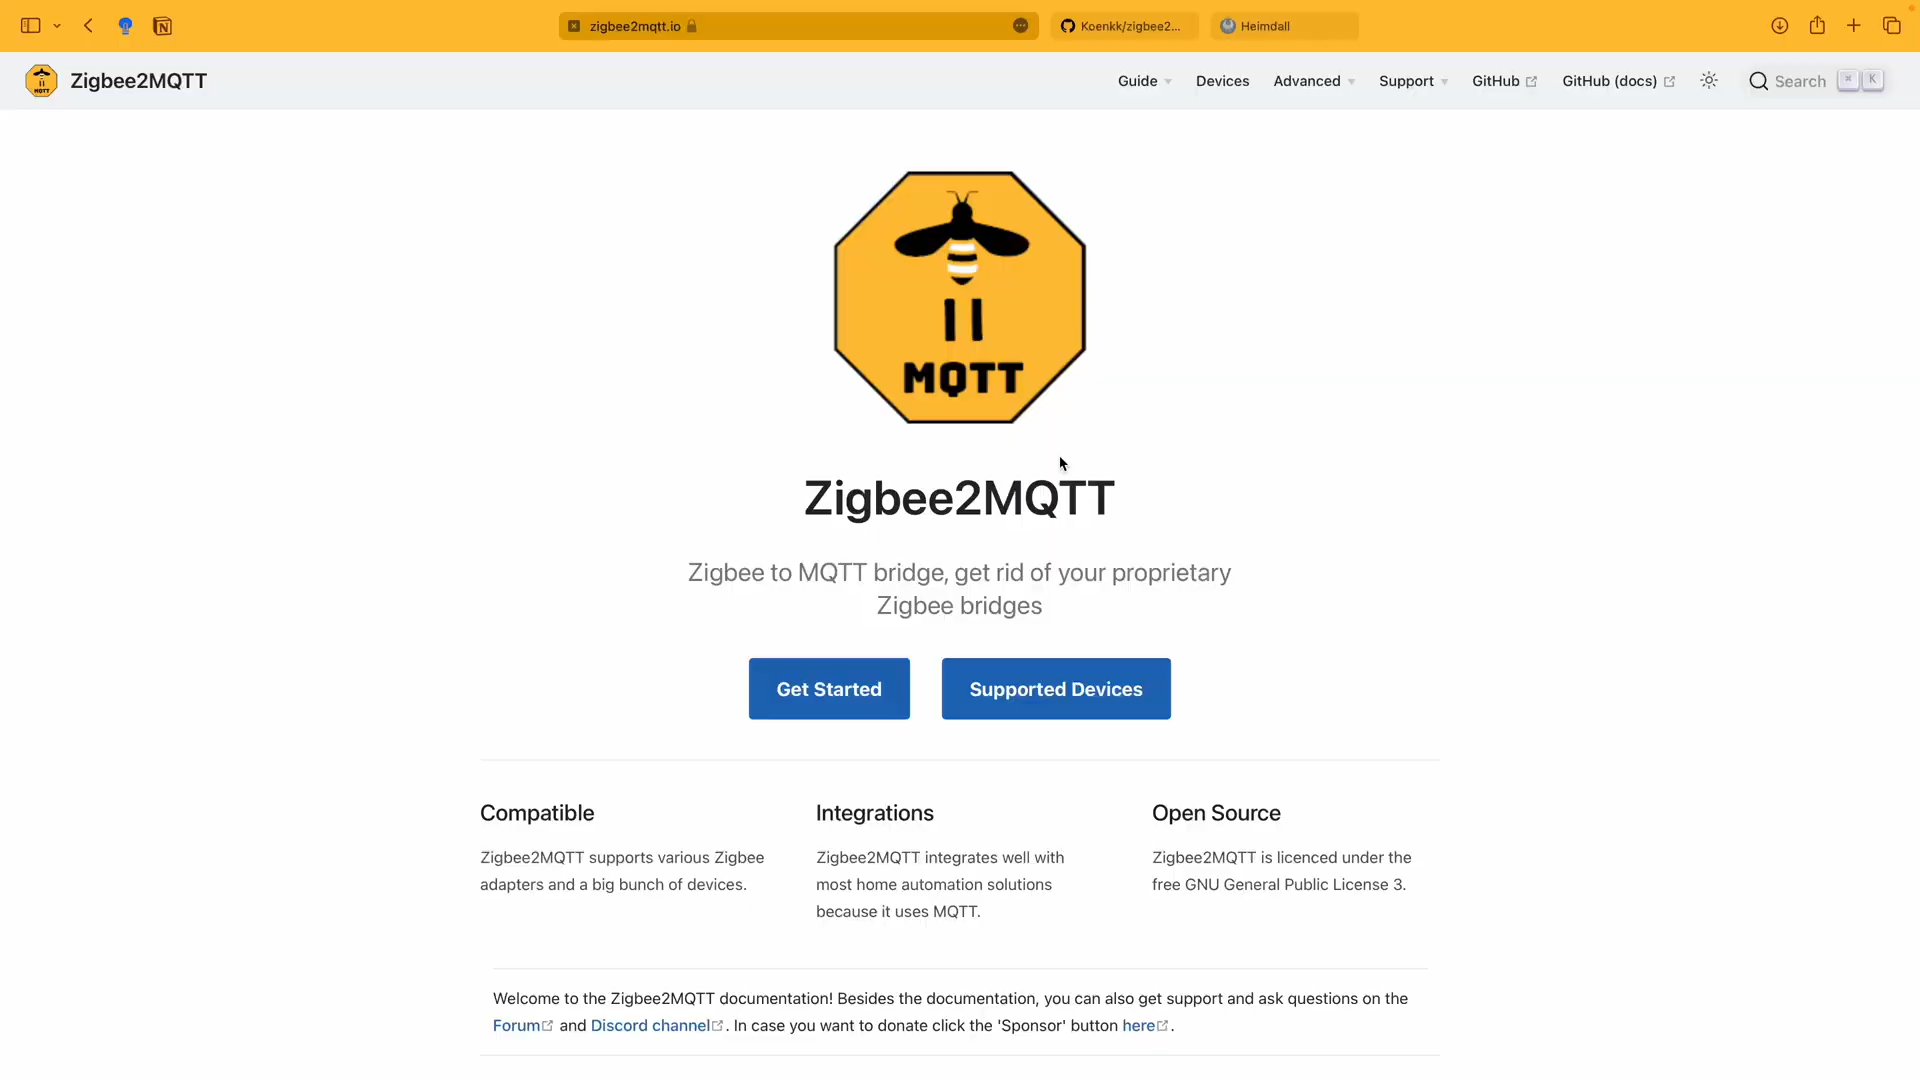 zigbee2mqtt.io
Koenkk/zigbee2...
Heimdall
MQTT
Zigbee2MQTT
Guide
Devices
Advanced
Support
GitHub
GitHub (docs)
Search
⌘ K
MQTT
Zigbee2MQTT
Zigbee to MQTT bridge, get rid of your proprietary
Zigbee bridges
Get Started
Supported Devices
Compatible
Zigbee2MQTT supports various Zigbee
adapters and a big bunch of devices.
Integrations
Zigbee2MQTT integrates well with
most home automation solutions
because it uses MQTT.
Open Source
Zigbee2MQTT is licenced under the
free GNU General Public License 3.
Welcome to the Zigbee2MQTT documentation! Besides the documentation, you can also get support and ask questions on the
Forum and Discord channel. In case you want to donate click the 'Sponsor' button here.